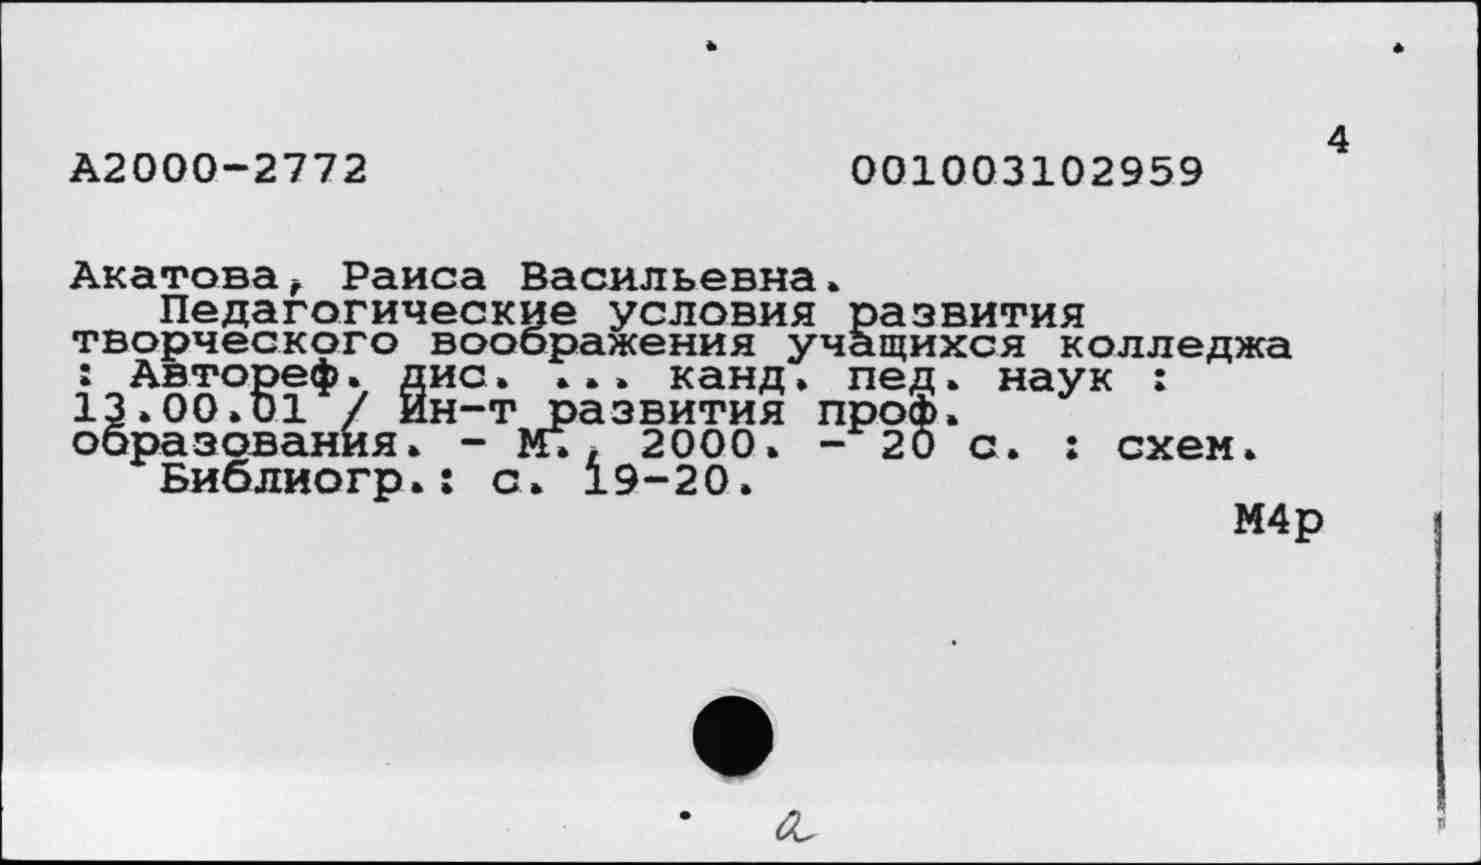 4
А2000-2772 001003102959
Акатова, Раиса Васильевна.
Педагогические условия развития
творческого воображения учащихся колледжа
: Автореф. дис. ... канд. пед. наук :
13.00.01 / Ин-т развития проф.
образования. - М., 2000. - 20 с. : схем.
Библиогр.: с. 19-20.
М4р
а